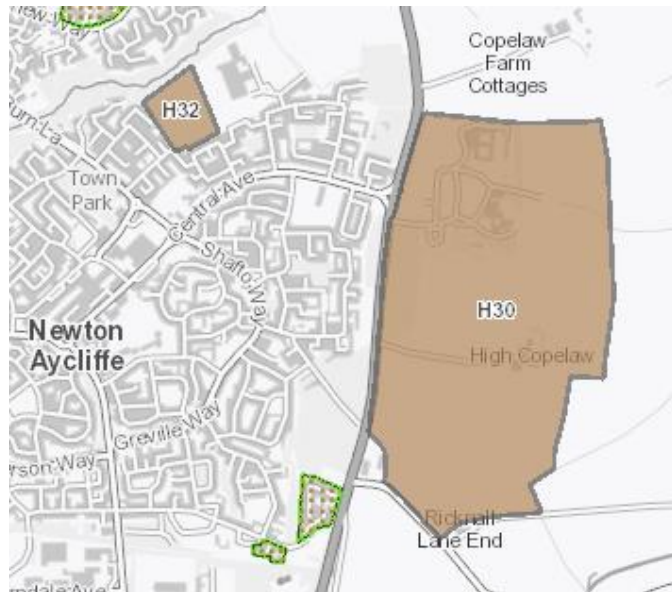 Copelaw
Farm
Cottages
H32
Town
Park
Central Ave
Shafto Way
H30
Newton
Aycliffe
High Copelaw
Greville Way
Ricknall
Lane End